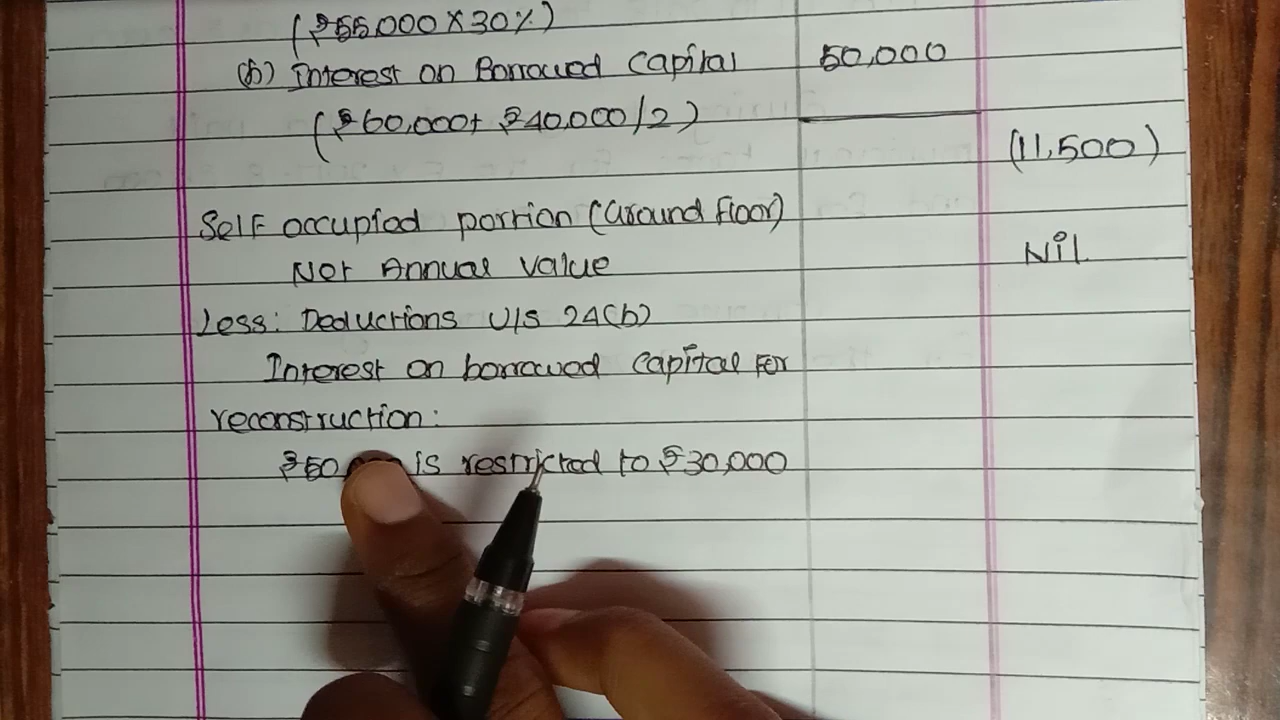 (₹55,000 X 30%)
(b) Interest on Borrowed Capital 50,000
(₹60,000+ ₹40,000/2)
(11,500)
Self occupied portion (Ground Floor)
Net Annual Value Nil
Less: Deductions U/S 24(b)
Interest on borrowed capital For
reconstruction:
is restricted to ₹30,000